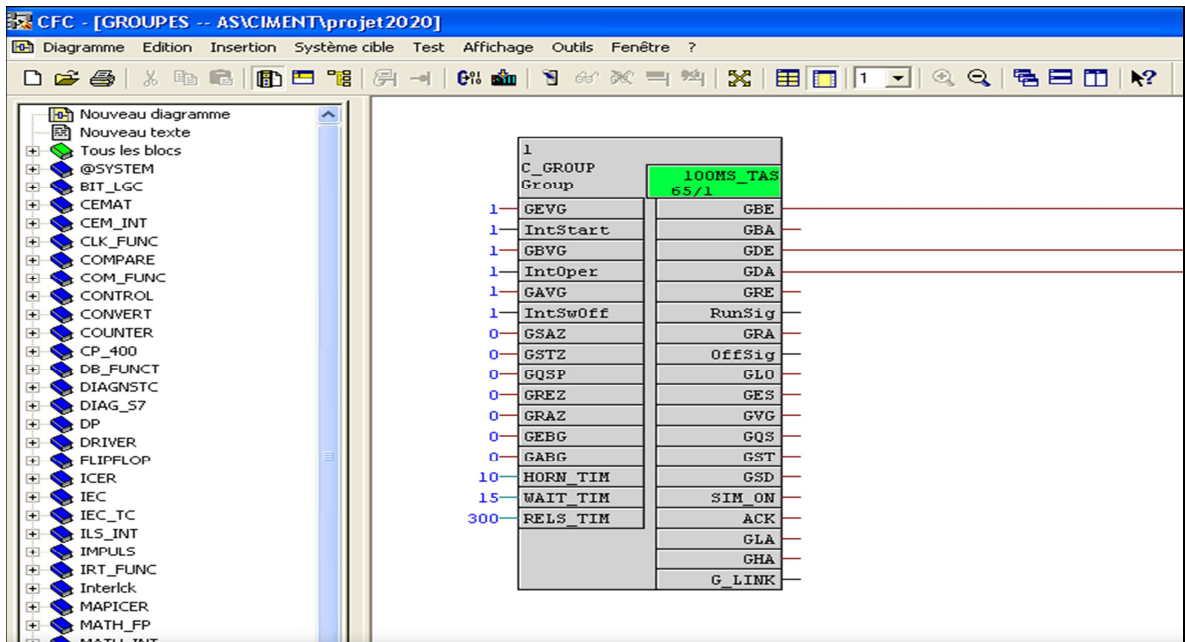 CFC - [GROUPES -- AS\CIMENT\projet2020]
Diagramme Edition Insertion Système cible Test Affichage Outils Fenêtre ?
1
Nouveau diagramme
Nouveau texte
Tous les blocs
@SYSTEM
BIT_LGC
CEMAT
CEM_INT
CLK_FUNC
COMPARE
COM_FUNC
CONTROL
CONVERT
COUNTER
CP_400
DB_FUNCT
DIAGNSTC
DIAG_S7
DP
DRIVER
FLIPFLOP
ICER
IEC
IEC_TC
ILS_INT
IMPULS
IRT_FUNC
Interlck
MAPICER
MATH_FP
MATH_INT
1
C_GROUP
Group
100MS_TAS
65/1
1 GEVG GBE
1 IntStart GBA
1 GBVG GDE
1 IntOper GDA
1 GAVG GRE
1 IntSwOff RunSig
0 GSAZ GRA
0 GSTZ OffSig
0 GQSP GLO
0 GREZ GES
0 GRAZ GVG
0 GEBG GQS
0 GABG GST
10 HORN_TIM GSD
15 WAIT_TIM SIM_ON
300 RELS_TIM ACK
GLA
GHA
G_LINK